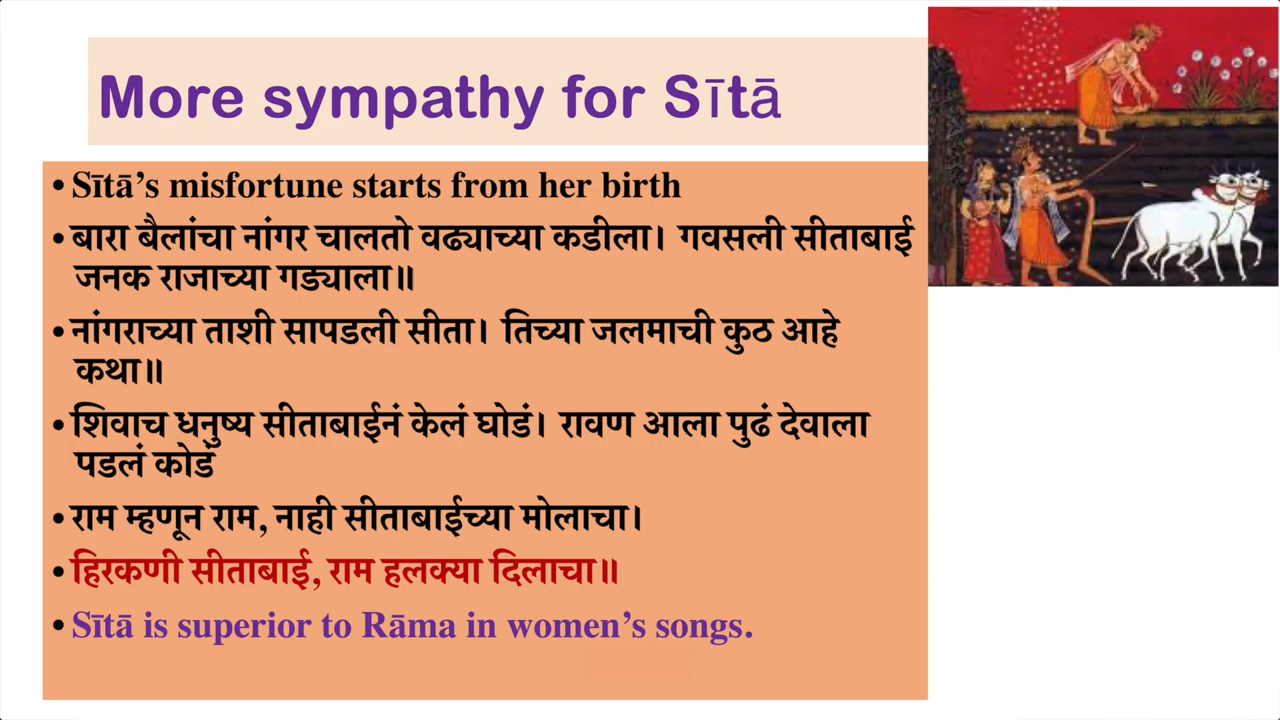 More sympathy for Sītā
• Sītā’s misfortune starts from her birth
• बारा बैलांचा नांगर चालतो वढ्याच्या कडीला। गवसली सीताबाई
जनक राजाच्या गड्याला॥
• नांगराच्या ताशी सापडली सीता। तिच्या जलमाची कुठ आहे
कथा॥
• शिवाच धनुष्य सीताबाईनं केलं घोडं। रावण आला पुढं देवाला
पडलं कोडं
• राम म्हणून राम, नाही सीताबाईच्या मोलाचा।
• हिरकणी सीताबाई, राम हलक्या दिलाचा॥
• Sītā is superior to Rāma in women’s songs.